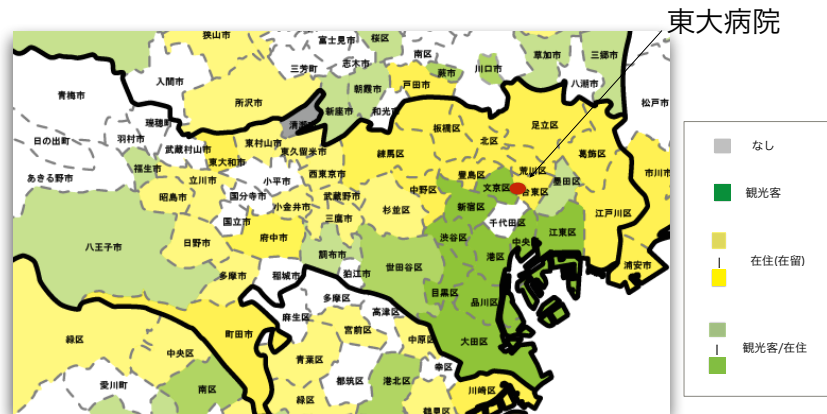 東大病院
狭山市
富士見市
桜区
南区
草加市
三郷市
入間市
三芳町
志木市
蕨市
川口市
八潮市
青梅市
所沢市
朝霞市
戸田市
新座市
和光
松戸市
瑞穂町
清瀬
日の出町
羽村市
武蔵村山市
東村山市
東久留米市
板橋区
北区
足立区
東大和市
練馬区
葛飾区
あきる野市
福生市
立川市
小平市
西東京市
豊島区
荒川区
市川市
昭島市
国分寺市
武蔵野市
中野区
文京区
台東区
墨田区
小金井市
杉並区
新宿区
国立市
三鷹市
千代田区
江戸川区
八王子市
日野市
府中市
渋谷区
中央
江東区
調布市
世田谷区
港区
浦安市
多摩市
稲城市
狛江市
多摩区
目黒区
品川区
麻生区
高津区
緑区
町田市
宮前区
中原
大田区
中央区
青葉区
幸区
愛川町
南区
都筑区
港北区
川崎区
緑区
鶴見区
なし
観光客
在住(在留)
観光客/在住